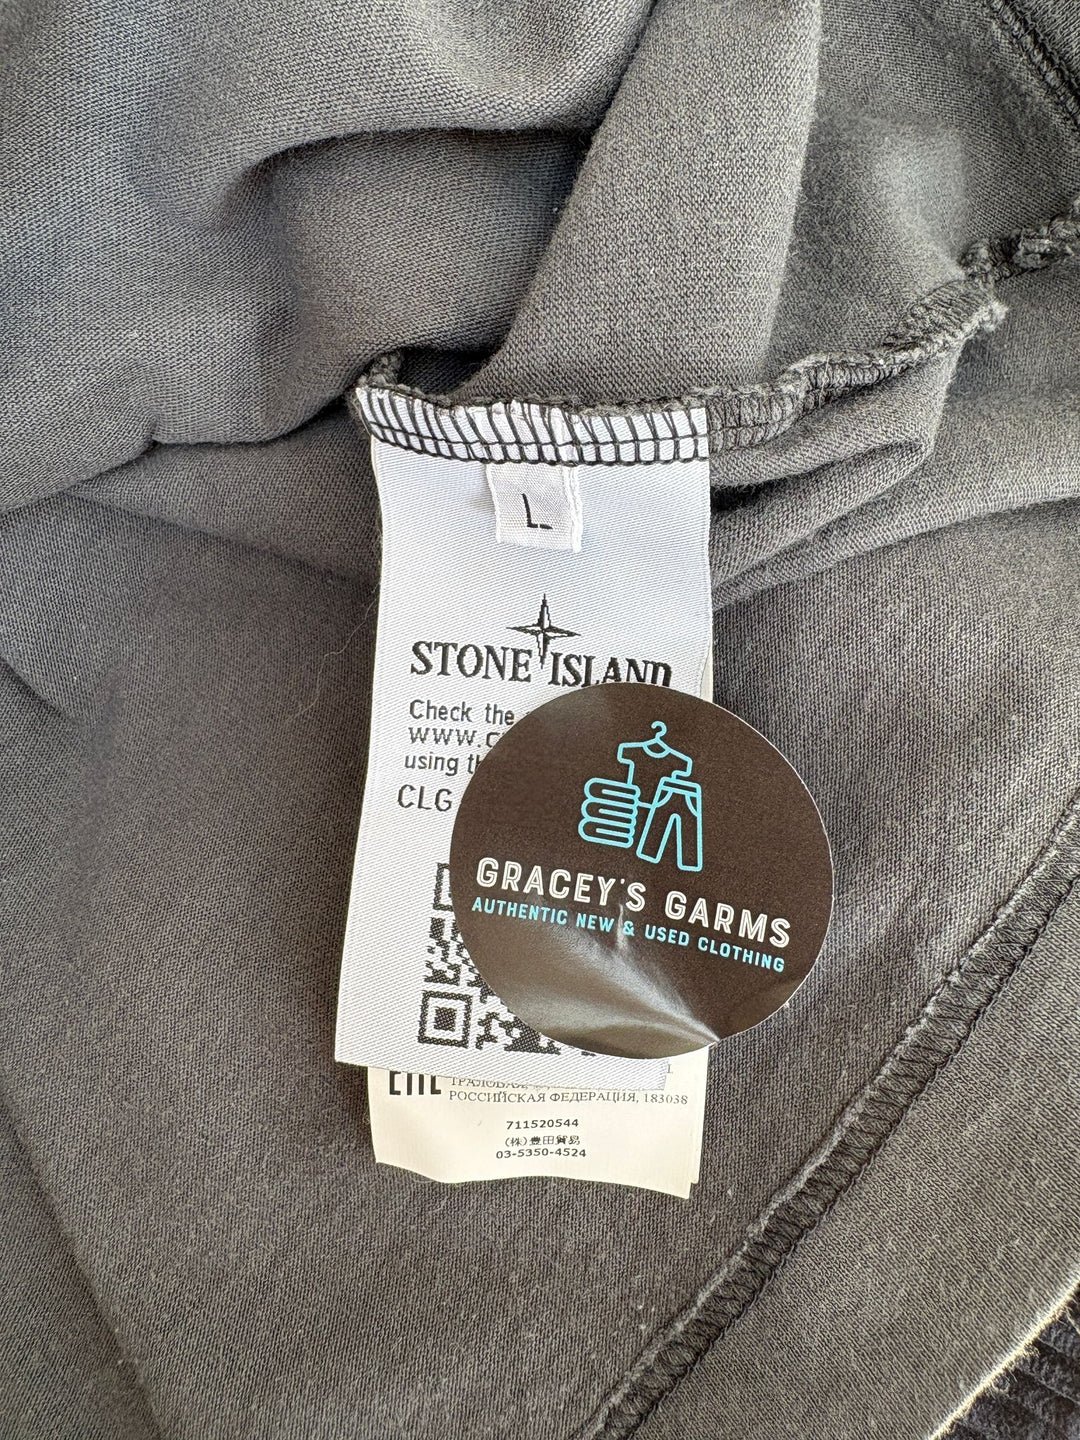 L
STONE ISLAND
Check the
www.c
using th
CLG
GRACEY'S GARMS
AUTHENTIC NEW & USED CLOTHING
РОССИЙСКАЯ ФЕДЕРАЦИЯ, 183038
711520544
(株)豊田貿易
03-5350-4524